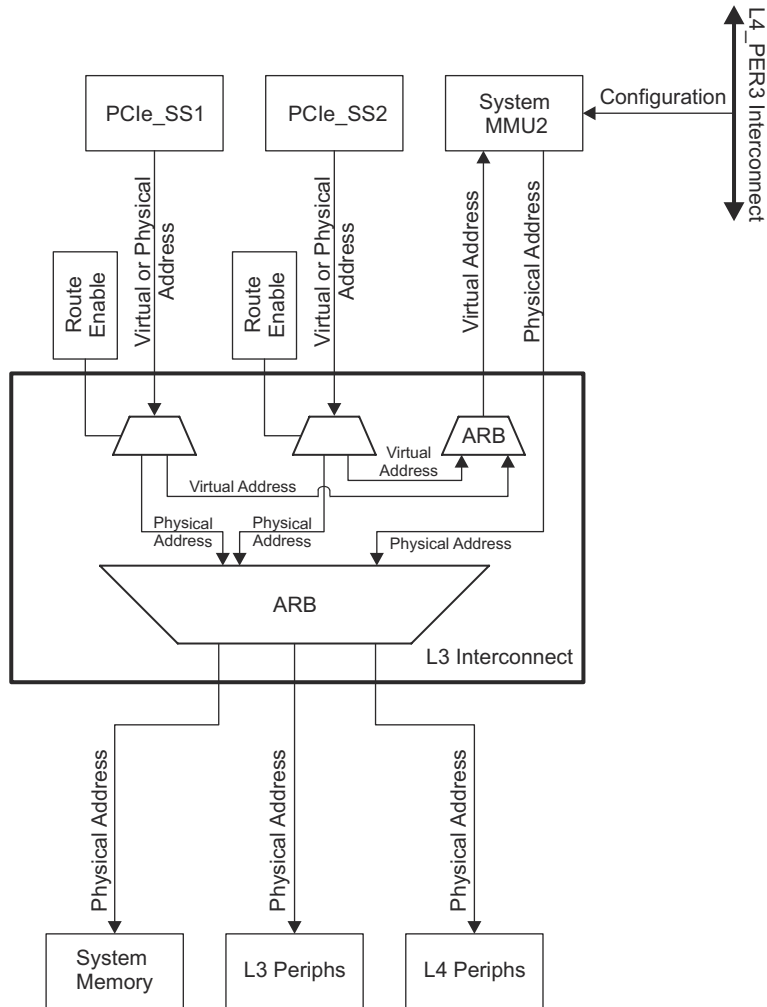 L4_PER3 Interconnect
PCIe_SS1
PCIe_SS2
System
MMU2
Configuration
Route
Enable
Virtual or Physical
Address
Route
Enable
Virtual or Physical
Address
Virtual Address
Physical Address
ARB
Virtual
Address
Virtual Address
Physical
Address
Physical
Address
Physical Address
ARB
L3 Interconnect
Physical Address
Physical Address
Physical Address
System
Memory
L3 Periphs
L4 Periphs